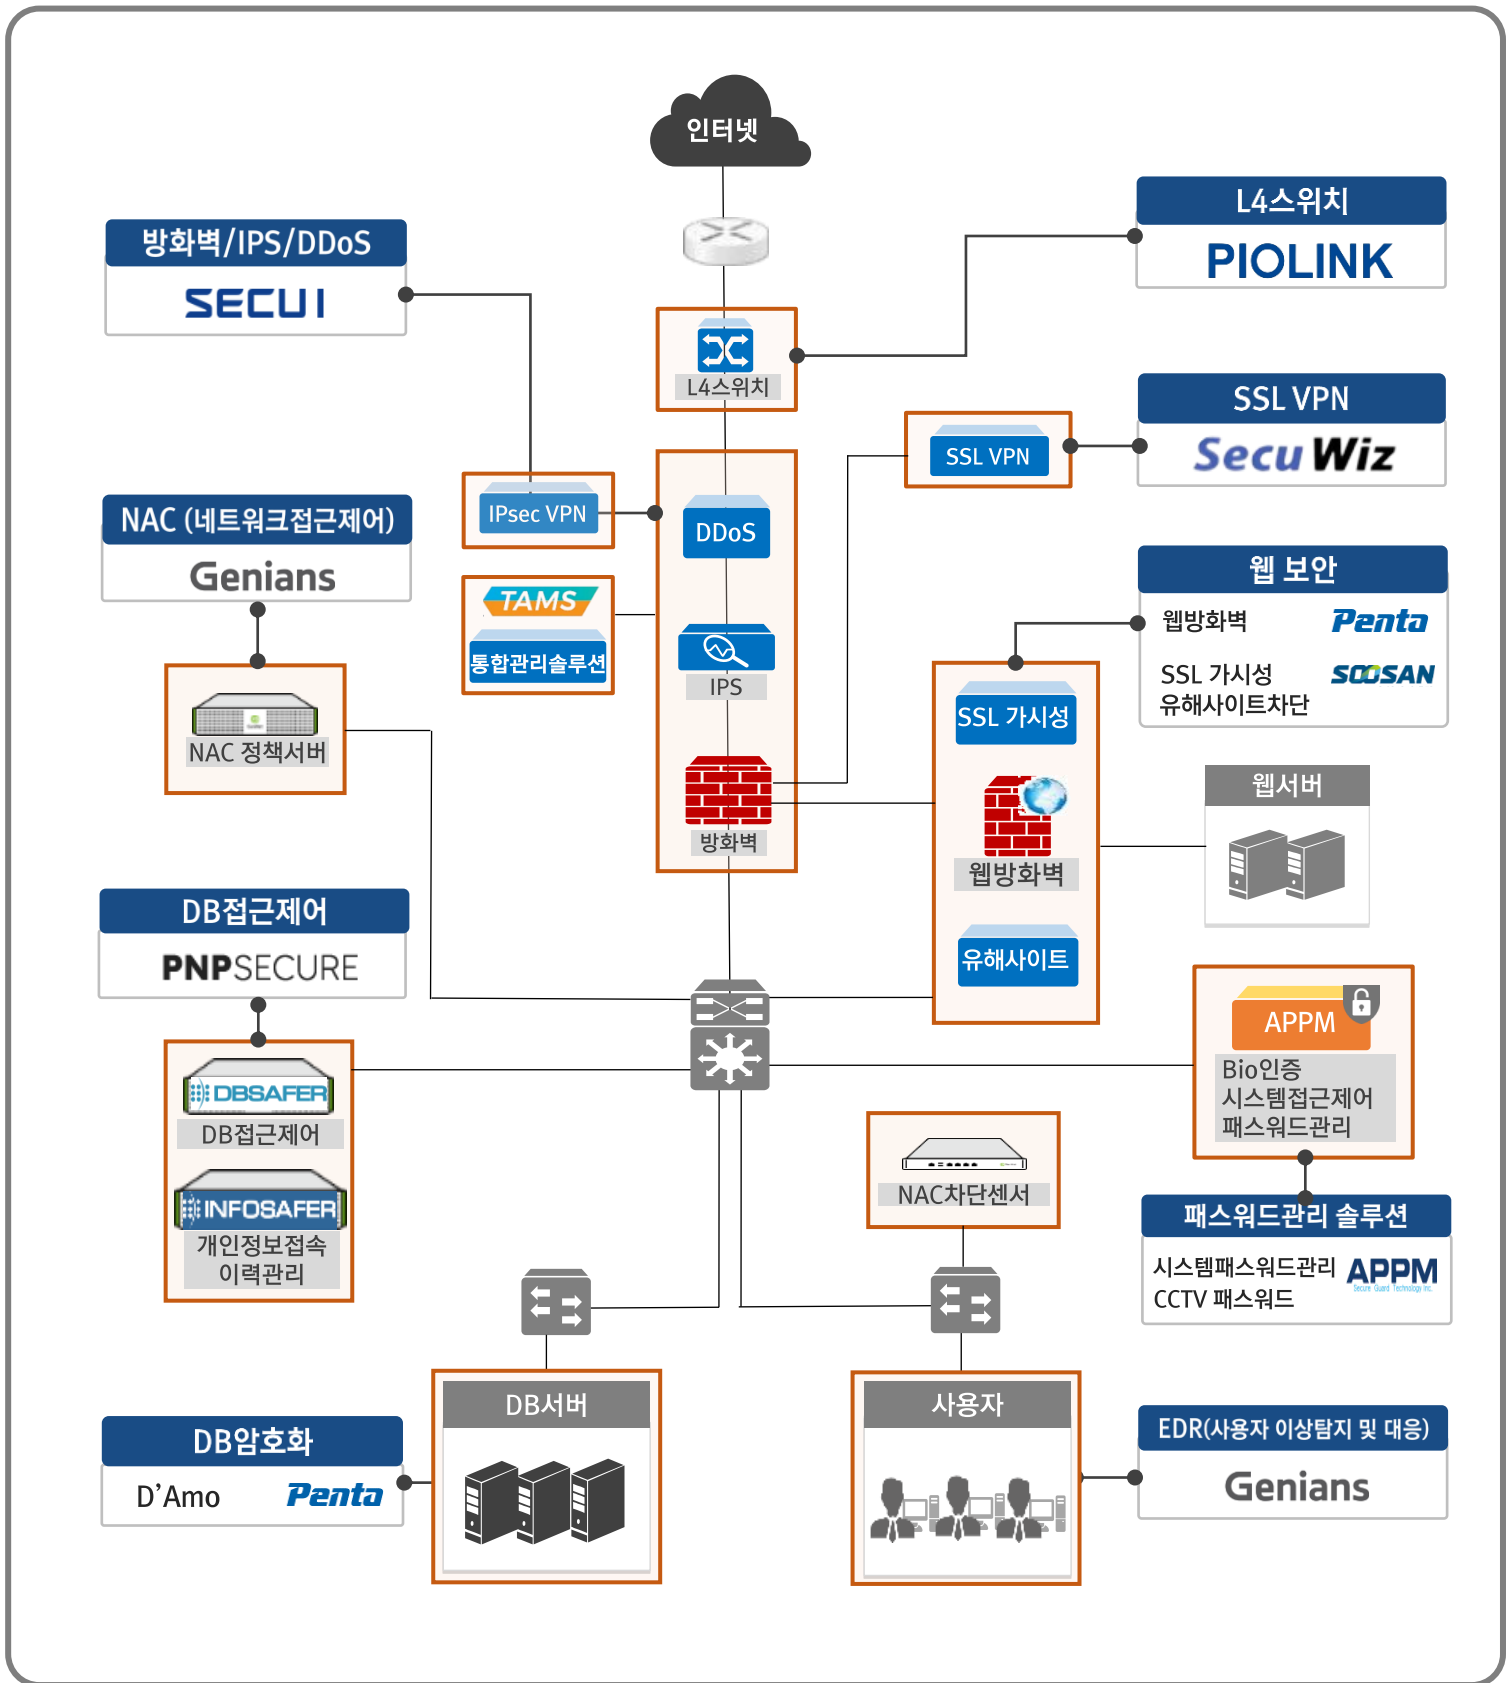 인터넷
L4스위치
PIOLINK
방화벽/IPS/DDoS
SECUI
L4스위치
SSL VPN
SecuWiz
SSL VPN
IPsec VPN
DDoS
NAC (네트워크접근제어)
Genians
TAMS
통합관리솔루션
IPS
웹 보안
웹방화벽
Penta
SSL 가시성
유해사이트차단
SOOSAN
NAC 정책서버
방화벽
SSL 가시성
웹방화벽
유해사이트
웹서버
DB접근제어
PNPSECURE
DBSAFER
DB접근제어
INFOSAFER
개인정보접속
이력관리
APPM
Bio인증
시스템접근제어
패스워드관리
NAC차단센서
패스워드관리 솔루션
시스템패스워드관리
CCTV 패스워드
APPM
Secure Guard Technology Inc.
DB서버
사용자
DB암호화
D'Amo
Penta
EDR(사용자 이상탐지 및 대응)
Genians